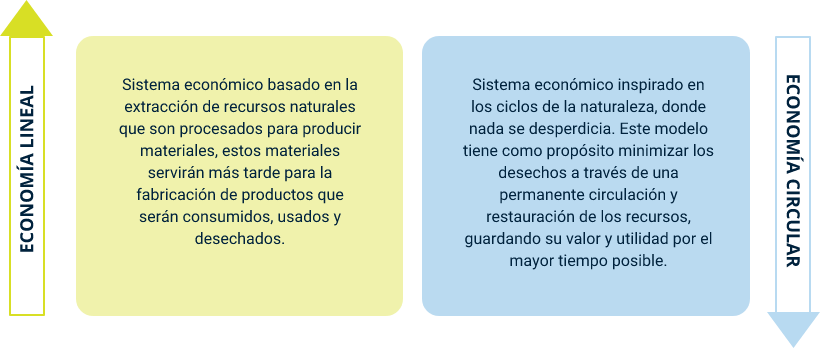 ECONOMÍA LINEAL
Sistema económico basado en la
extracción de recursos naturales
que son procesados para producir
materiales, estos materiales
servirán más tarde para la
fabricación de productos que
serán consumidos, usados y
desechados.
Sistema económico inspirado en
los ciclos de la naturaleza, donde
nada se desperdicia. Este modelo
tiene como propósito minimizar los
desechos a través de una
permanente circulación y
restauración de los recursos,
guardando su valor y utilidad por el
mayor tiempo posible.
ECONOMÍA CIRCULAR